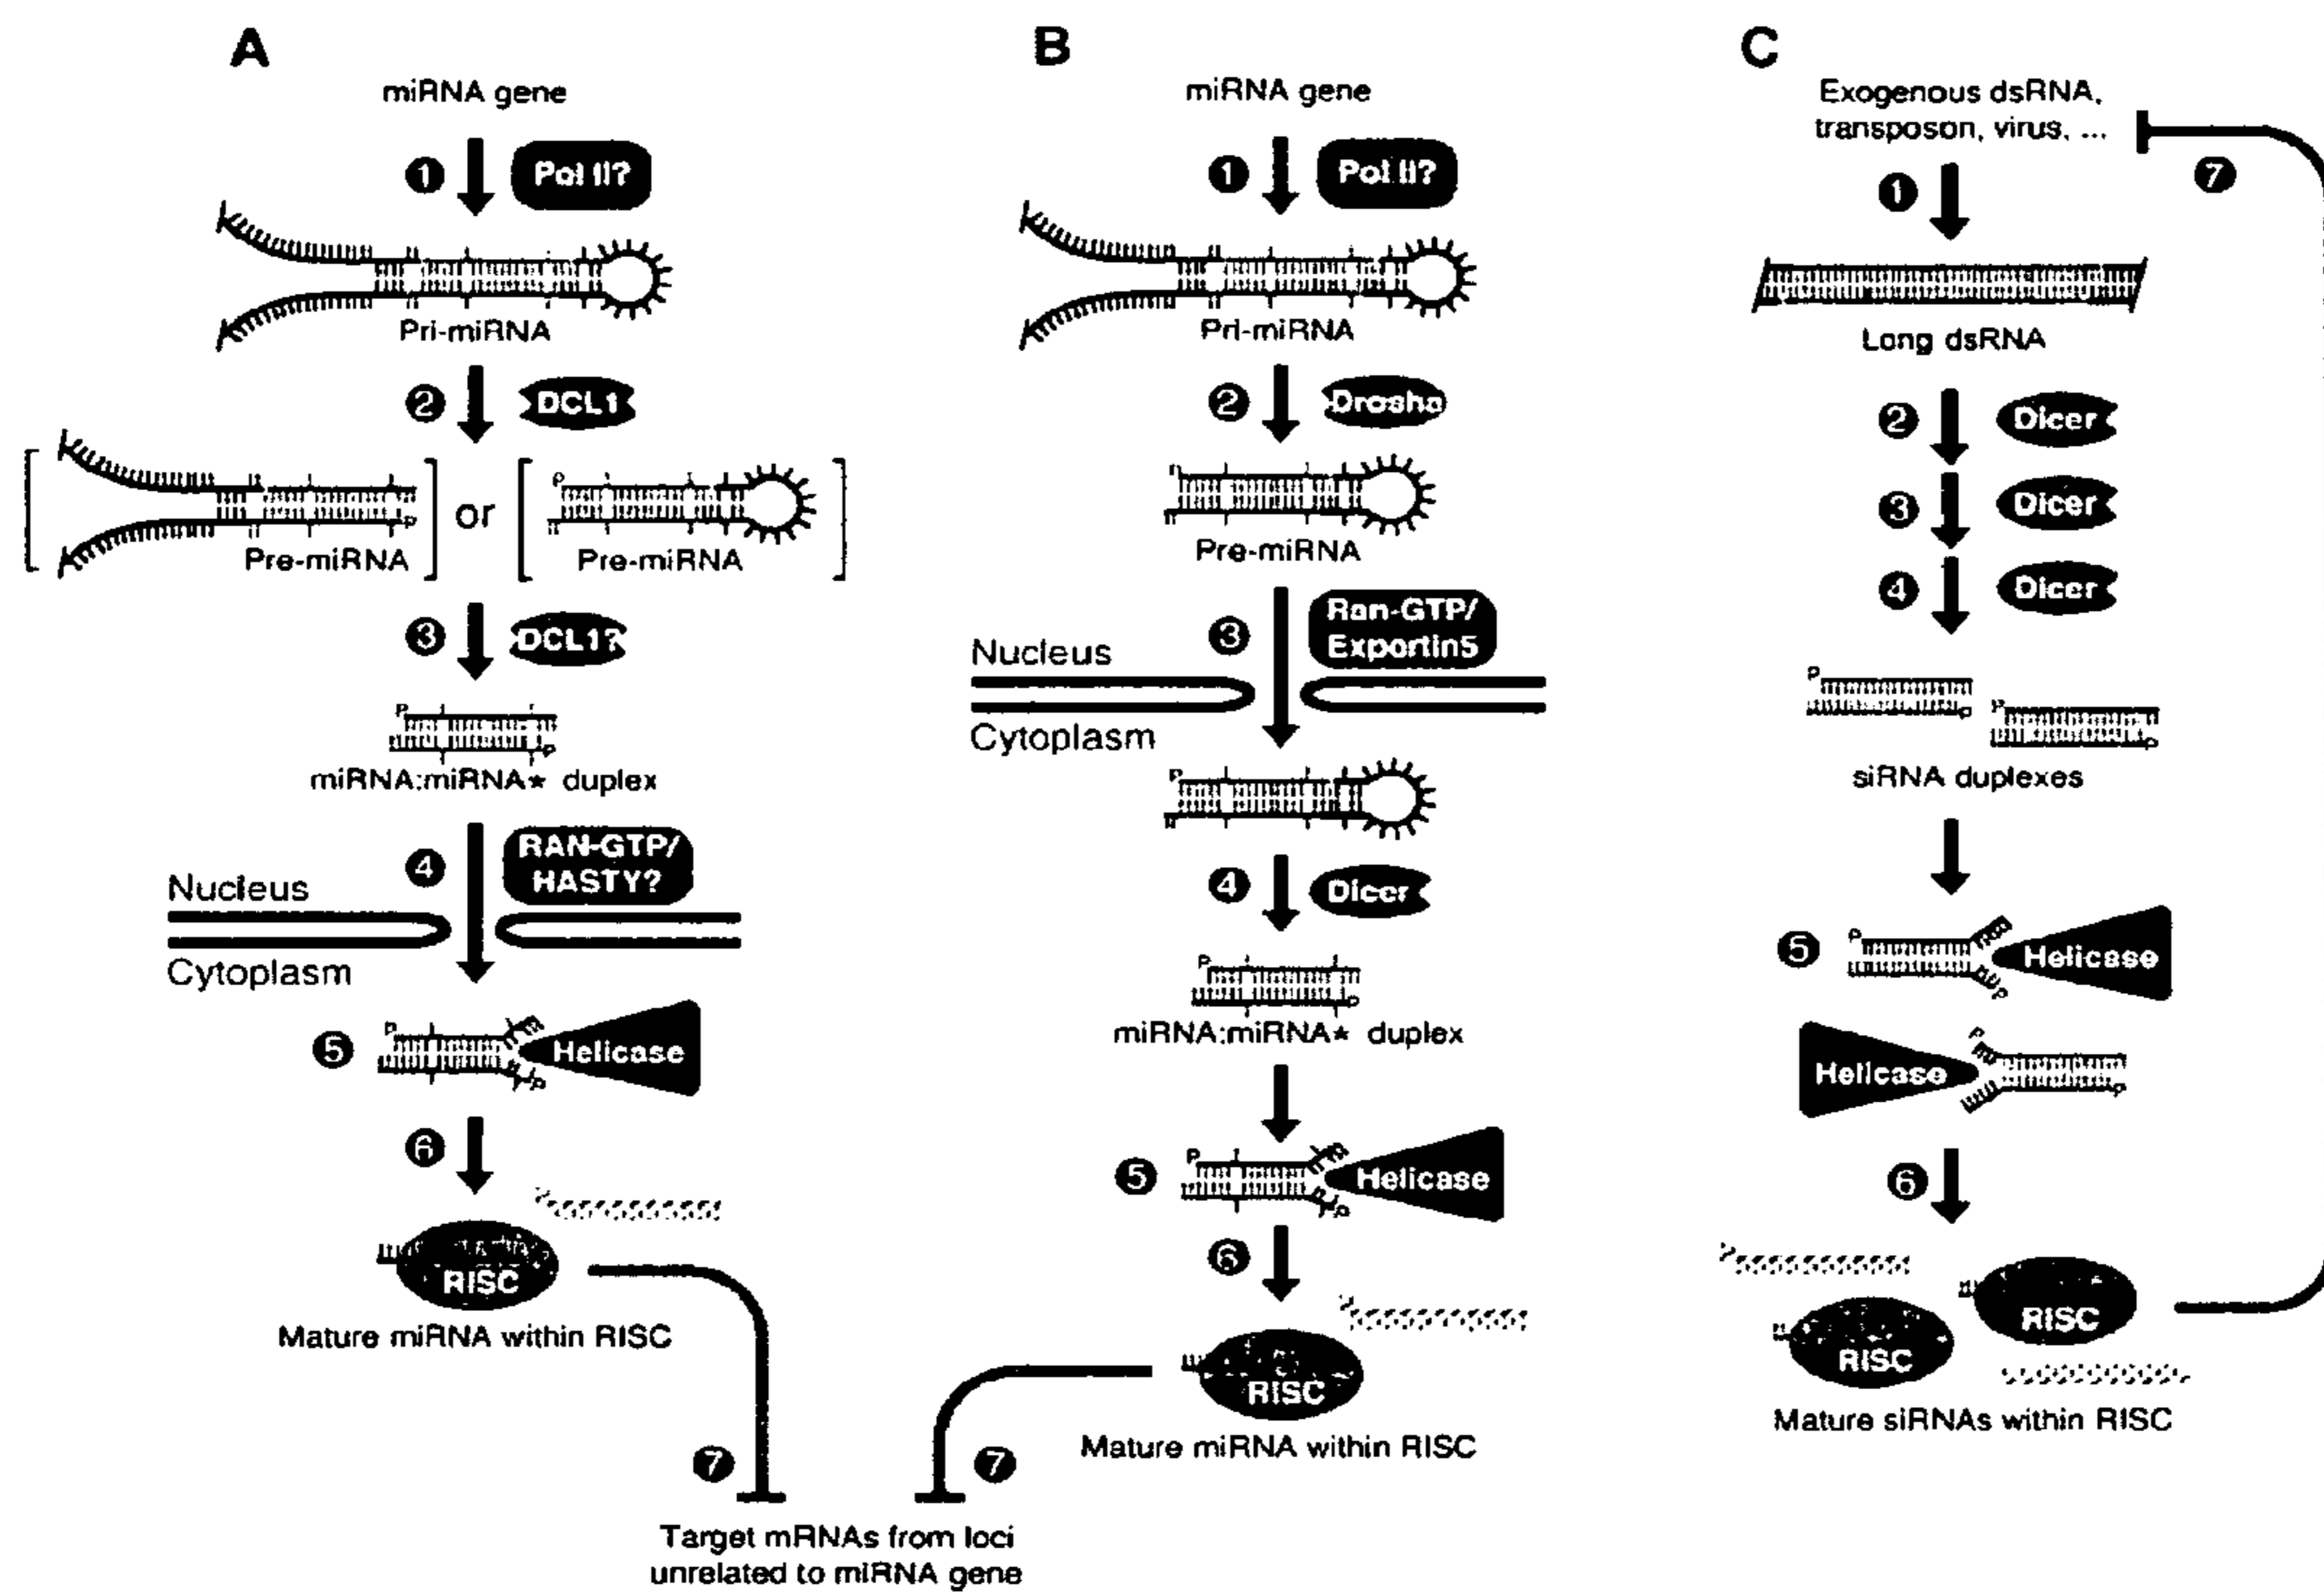 A
miRNA gene
1
Pol II?
Pri-miRNA
2
DCL1
P
P
or
Pre-miRNA
Pre-miRNA
3
DCL1?
P
P
miRNA:miRNA★ duplex
4
RAN-GTP/
HASTY?
Nucleus
Cytoplasm
P
5
Helicase
P
6
RISC
Mature miRNA within RISC
7
B
miRNA gene
1
Pol II?
Pri-miRNA
2
Drosha
Pre-miRNA
3
Ran-GTP/
Exportin5
Nucleus
Cytoplasm
P
4
Dicer
P
P
miRNA:miRNA★ duplex
P
5
Helicase
P
6
RISC
Mature miRNA within RISC
7
Target mRNAs from loci
unrelated to miRNA gene
C
Exogenous dsRNA,
transposon, virus, ...
7
1
Long dsRNA
2
Dicer
3
Dicer
4
Dicer
P
P
P
P
siRNA duplexes
P
5
Helicase
P
P
Helicase
P
6
RISC
RISC
Mature siRNAs within RISC